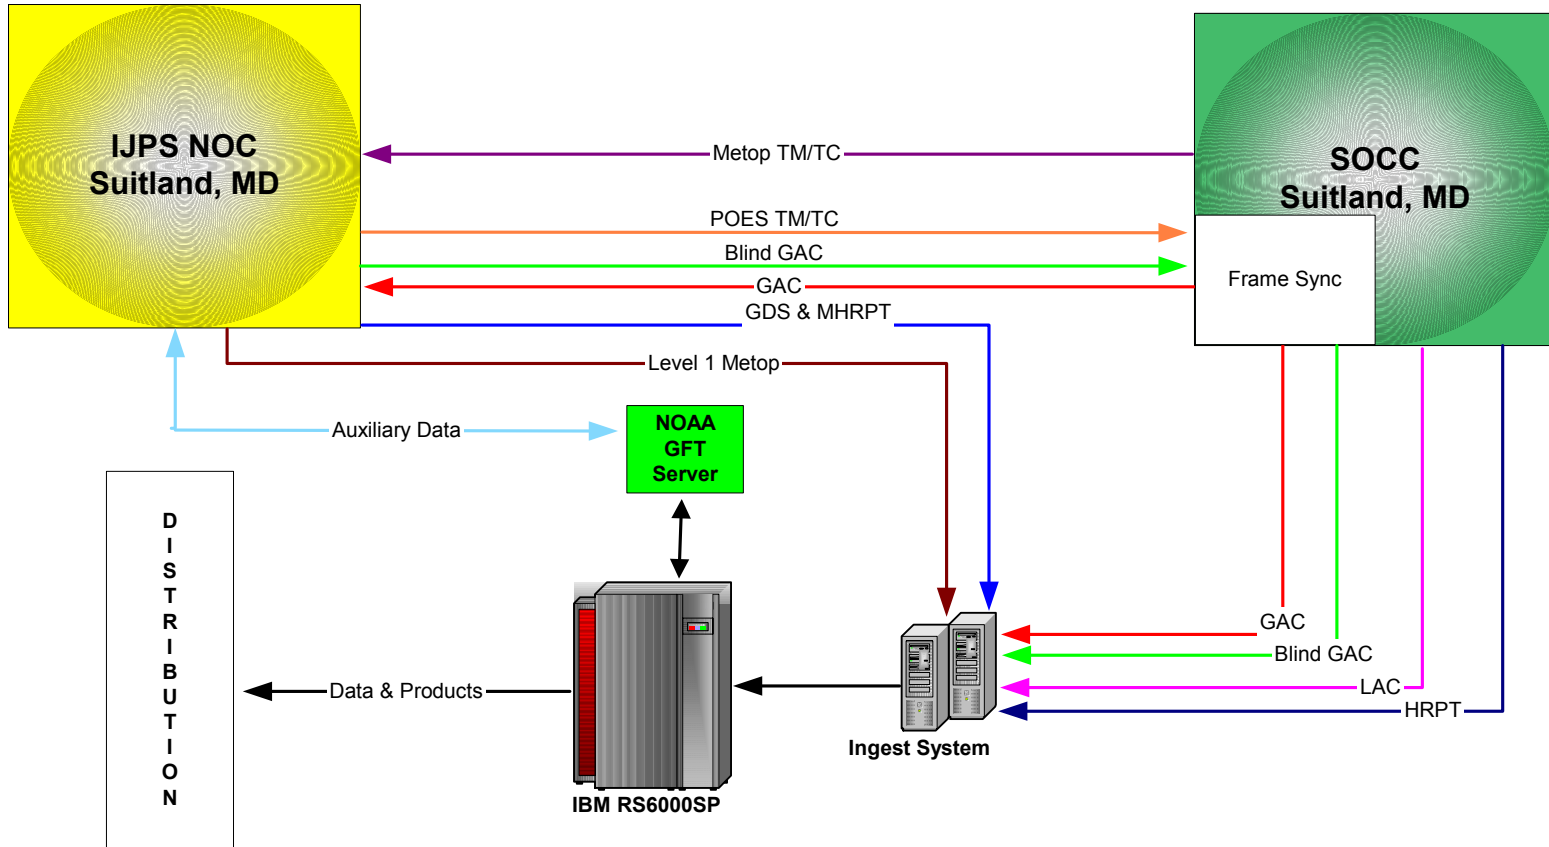 IJPS NOC
Suitland, MD
SOCC
Suitland, MD
Metop TM/TC
POES TM/TC
Blind GAC
GAC
GDS & MHRPT
Frame Sync
Level 1 Metop
Auxiliary Data
NOAA
GFT
Server
DISTRIBUTION
Data & Products
IBM RS6000SP
Ingest System
GAC
Blind GAC
LAC
HRPT